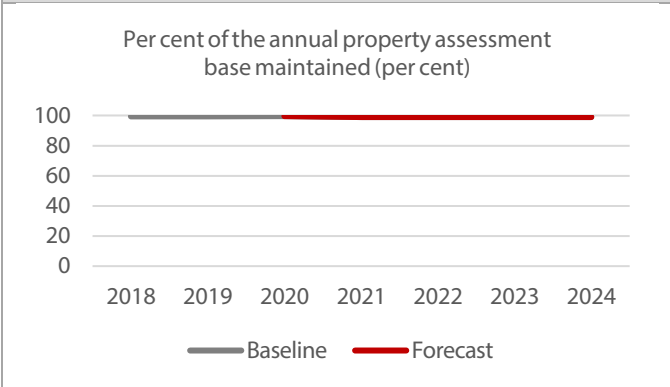 Per cent of the annual property assessment
base maintained (per cent)
100
80
60
40
20
0
2018 2019 2020 2021 2022 2023 2024
Baseline Forecast